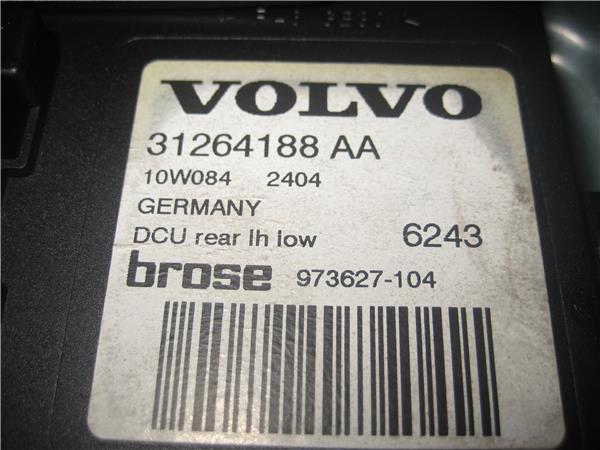 VOLVO
31264188 AA
10W084 2404
GERMANY
DCU rear lh low 6243
brose 973627-104